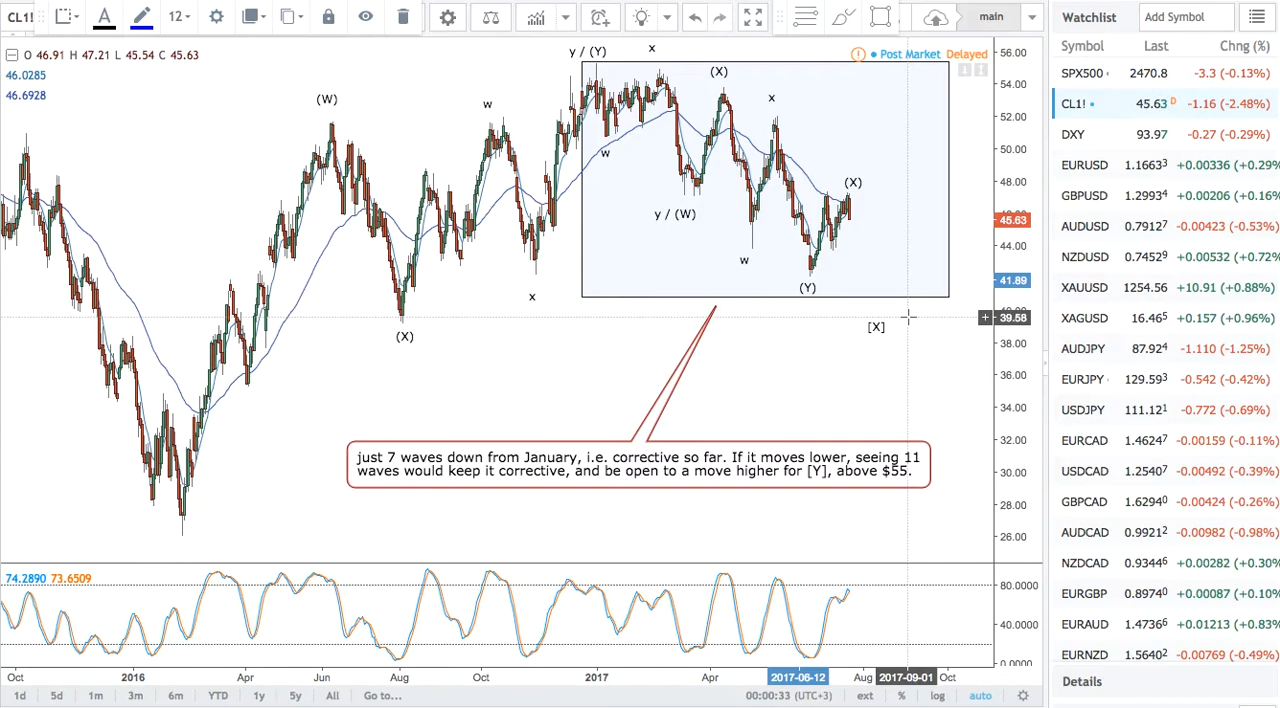 CL1!
A
12
main
Watchlist
Add Symbol
O 46.91 H 47.21 L 45.54 C 45.63
46.0285
46.6928
Post Market Delayed
Symbol Last Chng (%)
SPX500 2470.8 -3.3 (-0.13%)
CL1! 45.63 D -1.16 (-2.48%)
DXY 93.97 -0.27 (-0.29%)
EURUSD 1.1663 +0.00336 (+0.29%
GBPUSD 1.2993 +0.00206 (+0.16%
AUDUSD 0.7912 -0.00423 (-0.53%)
NZDUSD 0.7452 +0.00532 (+0.72%
XAUUSD 1254.56 +10.91 (+0.88%)
XAGUSD 16.46 +0.157 (+0.96%)
AUDJPY 87.92 -1.110 (-1.25%)
EURJPY 129.59 -0.542 (-0.42%)
USDJPY 111.12 -0.772 (-0.69%)
EURCAD 1.4624 -0.00159 (-0.11%)
USDCAD 1.2540 -0.00492 (-0.39%)
GBPCAD 1.6294 -0.00424 (-0.26%)
AUDCAD 0.9921 -0.00982 (-0.98%)
NZDCAD 0.9344 +0.00282 (+0.30%
EURGBP 0.8974 +0.00087 (+0.10%
EURAUD 1.4736 +0.01213 (+0.83%
EURNZD 1.5640 -0.00769 (-0.49%)
Details
y / (Y)
x
(W)
w
(X)
x
w
(X)
y / (W)
w
x
(Y)
(X)
[X]
56.00
54.00
52.00
50.00
48.00
45.63
44.00
41.89
39.58
38.00
36.00
34.00
32.00
30.00
28.00
26.00
just 7 waves down from January, i.e. corrective so far. If it moves lower, seeing 11
waves would keep it corrective, and be open to a move higher for [Y], above $55.
74.2890 73.6509
80.0000
40.0000
0.0000
Oct 2016 Apr Jun Aug Oct 2017 Apr 2017-06-12 Aug 2017-09-01 Oct
1d 5d 1m 3m 6m YTD 1y 5y All Go to... 00:00:33 (UTC+3) ext % log auto